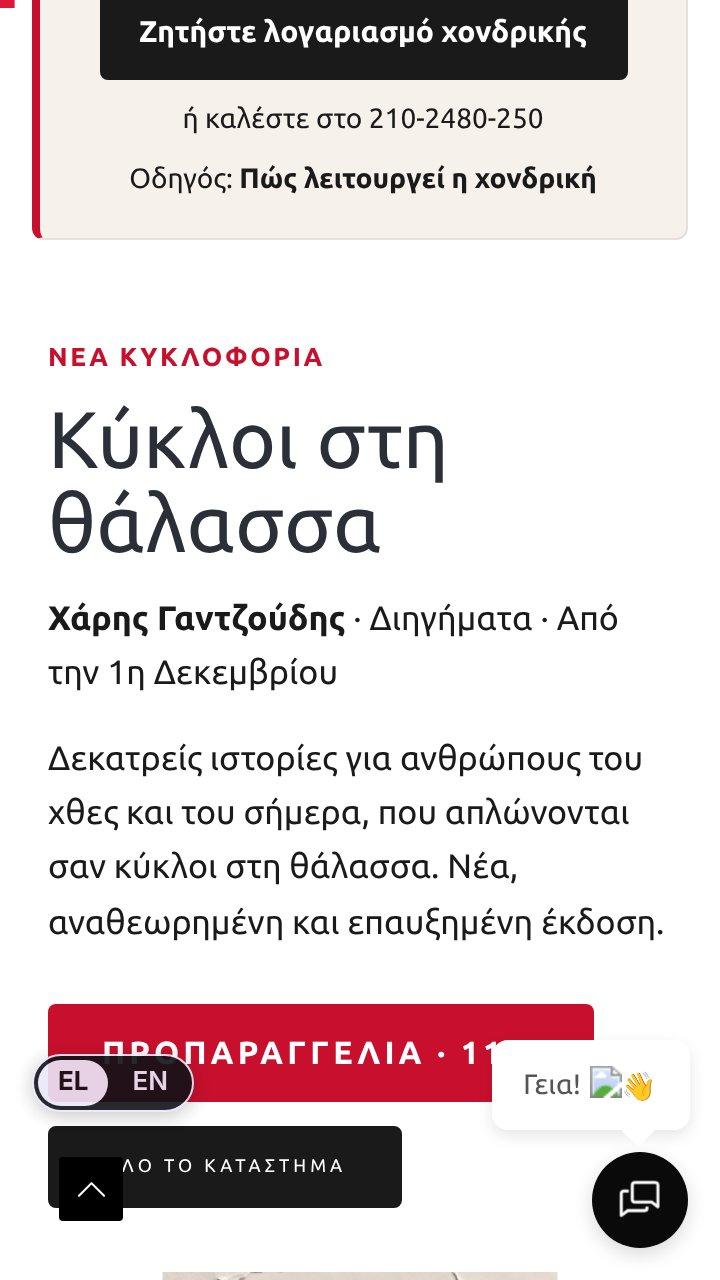 Ζητήστε λογαριασμό χονδρικής
ή καλέστε στο 210-2480-250
Οδηγός: Πώς λειτουργεί η χονδρική
ΝΕΑ ΚΥΚΛΟΦΟΡΙΑ
Κύκλοι στη
θάλασσα
Χάρης Γαντζούδης · Διηγήματα · Από
την 1η Δεκεμβρίου
Δεκατρείς ιστορίες για ανθρώπους του
χθες και του σήμερα, που απλώνονται
σαν κύκλοι στη θάλασσα. Νέα,
αναθεωρημένη και επαυξημένη έκδοση.
ΠΡΟΠΑΡΑΓΓΕΛΙΑ · 11
Γεια! 👋
EL EN
ΤΟ ΚΑΤΑΣΤΗΜΑ